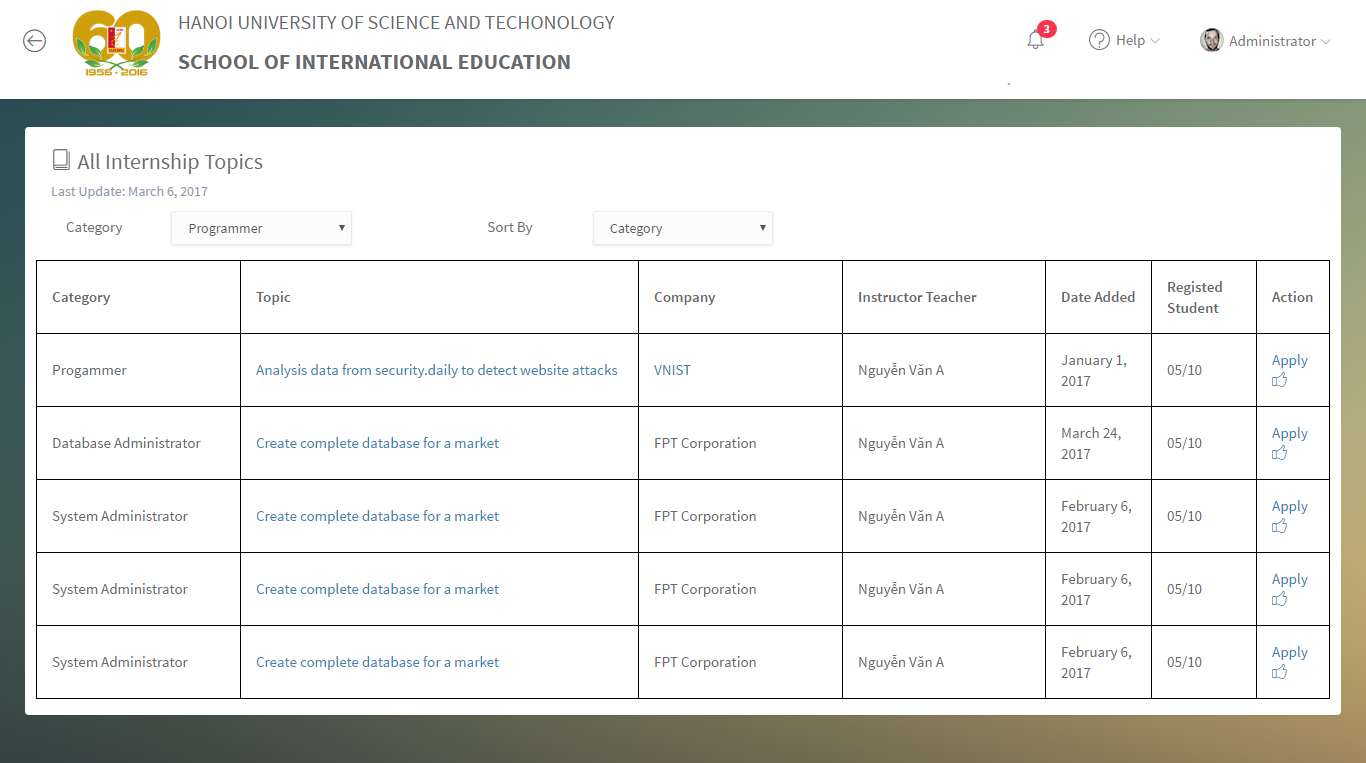 HANOI UNIVERSITY OF SCIENCE AND TECHONOLOGY
SCHOOL OF INTERNATIONAL EDUCATION
1956 - 2016
3
Help
Administrator
All Internship Topics
Last Update: March 6, 2017
Category Programmer Sort By Category
Category Topic Company Instructor Teacher Date Added Registed Student Action
Progammer Analysis data from security.daily to detect website attacks VNIST Nguyễn Văn A January 1, 2017 05/10 Apply
Database Administrator Create complete database for a market FPT Corporation Nguyễn Văn A March 24, 2017 05/10 Apply
System Administrator Create complete database for a market FPT Corporation Nguyễn Văn A February 6, 2017 05/10 Apply
System Administrator Create complete database for a market FPT Corporation Nguyễn Văn A February 6, 2017 05/10 Apply
System Administrator Create complete database for a market FPT Corporation Nguyễn Văn A February 6, 2017 05/10 Apply